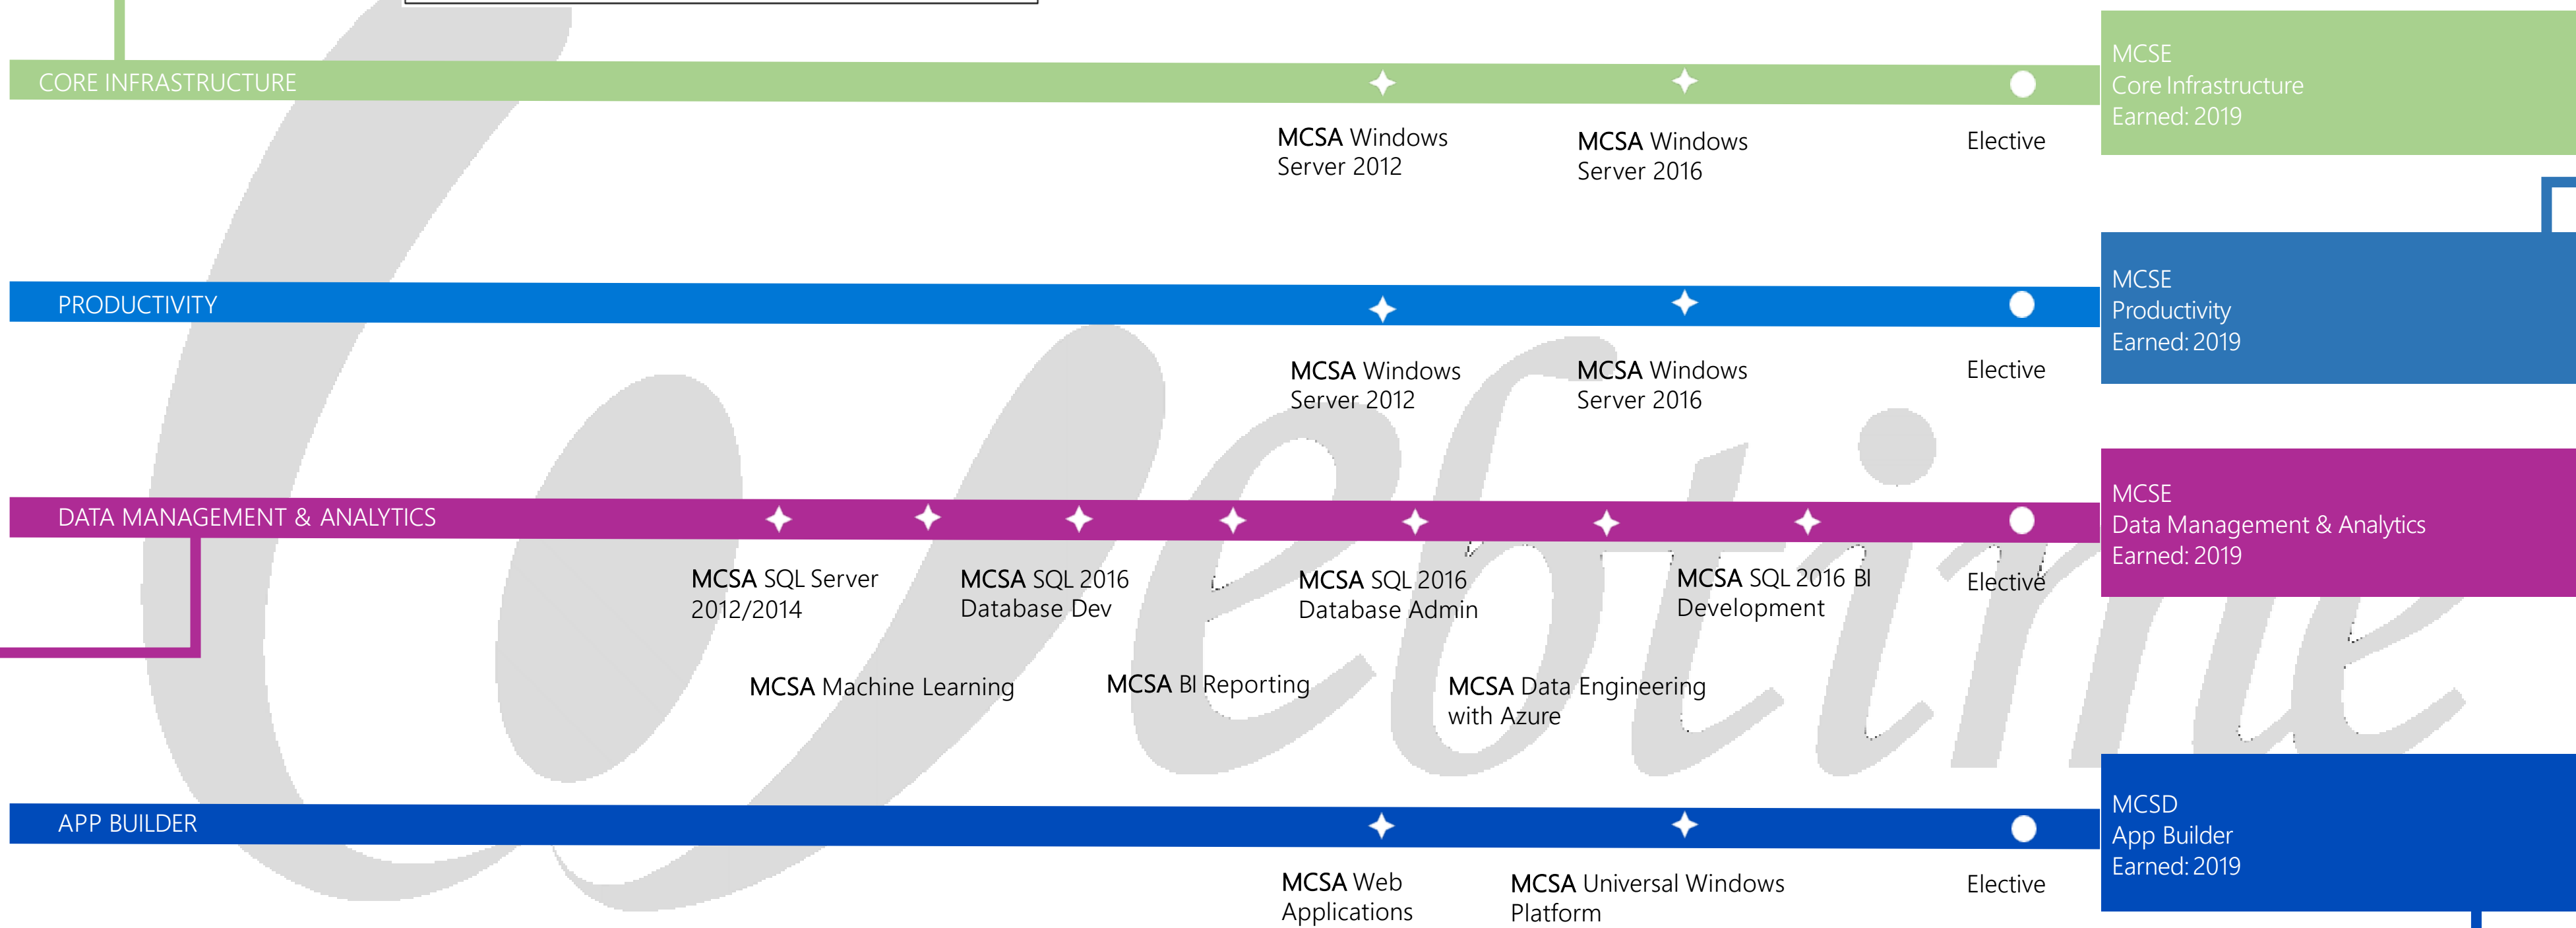 CORE INFRASTRUCTURE
MCSA Windows
Server 2012
MCSA Windows
Server 2016
Elective
MCSE
Core Infrastructure
Earned: 2019
PRODUCTIVITY
MCSA Windows
Server 2012
MCSA Windows
Server 2016
Elective
MCSE
Productivity
Earned: 2019
DATA MANAGEMENT & ANALYTICS
MCSA SQL Server
2012/2014
MCSA Machine Learning
MCSA SQL 2016
Database Dev
MCSA BI Reporting
MCSA SQL 2016
Database Admin
MCSA Data Engineering
with Azure
MCSA SQL 2016 BI
Development
Elective
MCSE
Data Management & Analytics
Earned: 2019
APP BUILDER
MCSA Web
Applications
MCSA Universal Windows
Platform
Elective
MCSD
App Builder
Earned: 2019
Webtime